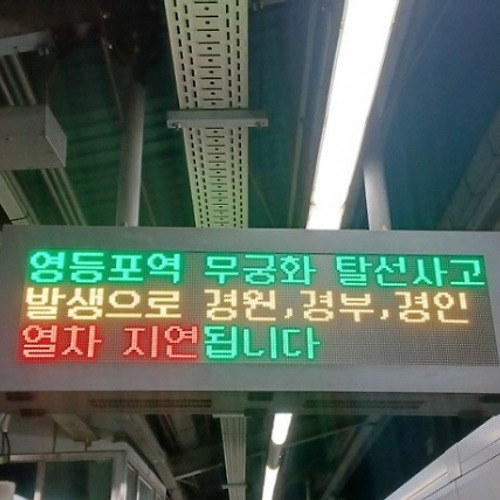 영등포역 무궁화 탈선사고
발생으로 경원,경부,경인
열차 지연됩니다